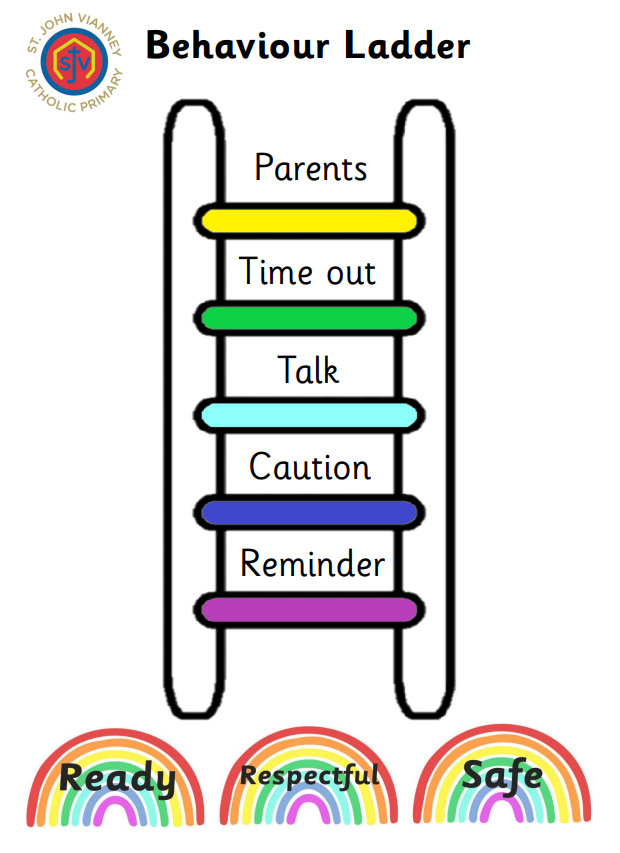 ST. JOHN VIANNEY
SJV
CATHOLIC PRIMARY
Behaviour Ladder
Parents
Time out
Talk
Caution
Reminder
Ready
Respectful
Safe